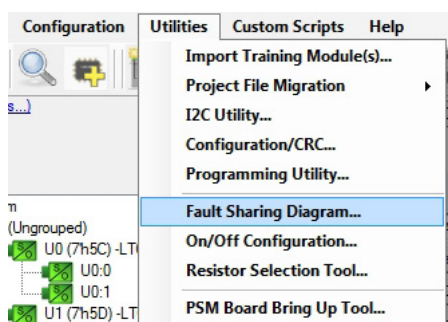 Configuration Utilities Custom Scripts Help
Import Training Module(s)...
s...)
Project File Migration
I2C Utility...
Configuration/CRC...
Programming Utility...
m
Fault Sharing Diagram...
(Ungrouped)
On/Off Configuration...
U0 (7h5C) -LT
U0:0
Resistor Selection Tool...
U0:1
U1 (7h5D) -LT
PSM Board Bring Up Tool...